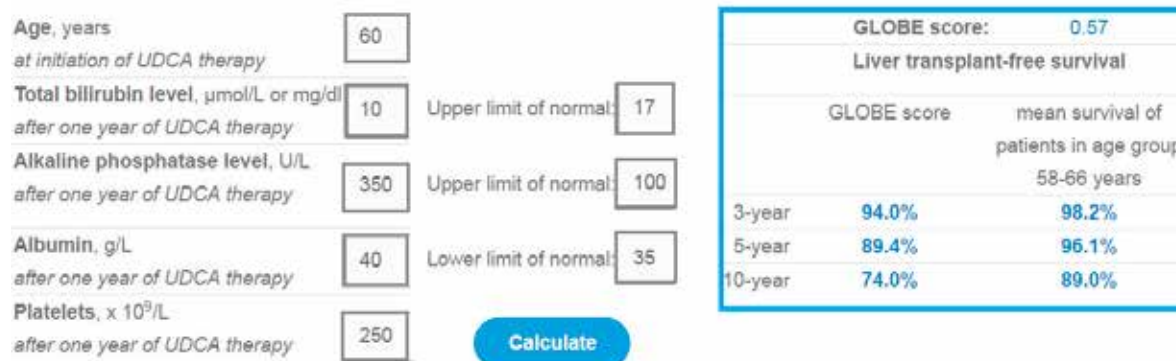 Age, years
at initiation of UDCA therapy
60
Total bilirubin level, µmol/L or mg/dl
after one year of UDCA therapy
10
Upper limit of normal:
17
Alkaline phosphatase level, U/L
after one year of UDCA therapy
350
Upper limit of normal:
100
Albumin, g/L
after one year of UDCA therapy
40
Lower limit of normal:
35
Platelets, x 10⁹/L
after one year of UDCA therapy
250
Calculate
GLOBE score: 0.57
Liver transplant-free survival
GLOBE score
mean survival of
patients in age group
58-66 years
3-year 94.0% 98.2%
5-year 89.4% 96.1%
10-year 74.0% 89.0%